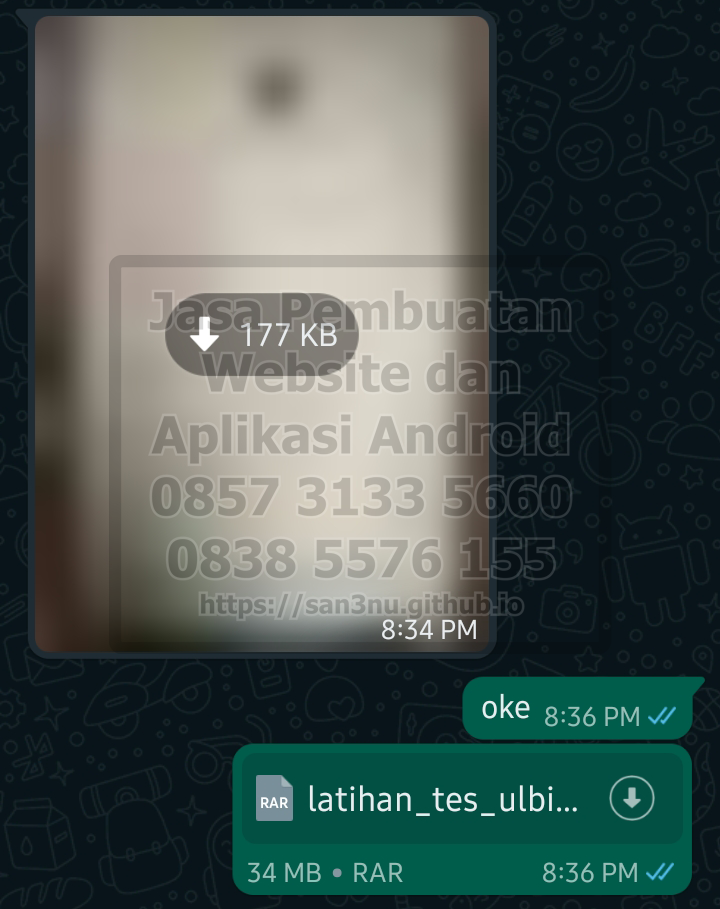 177 KB
Jasa Pembuatan
Website dan
Aplikasi Android
0857 3133 5660
0838 5576 155
https://san3nu.github.io
8:34 PM
oke 8:36 PM
RAR latihan_tes_ulbi...
34 MB • RAR 8:36 PM